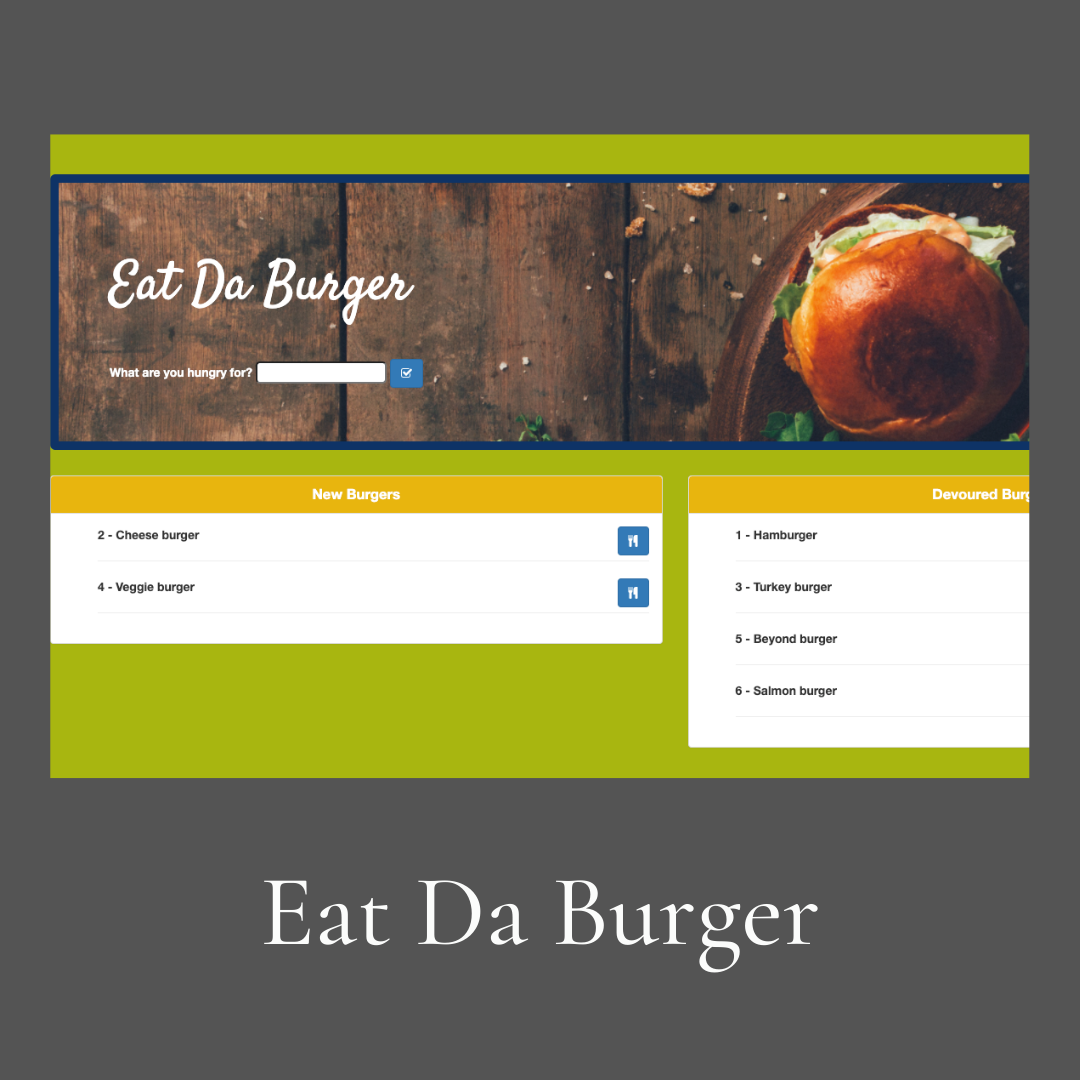 Eat Da Burger
What are you hungry for?
New Burgers
2 - Cheese burger
4 - Veggie burger
Devoured Burg
1 - Hamburger
3 - Turkey burger
5 - Beyond burger
6 - Salmon burger
Eat Da Burger